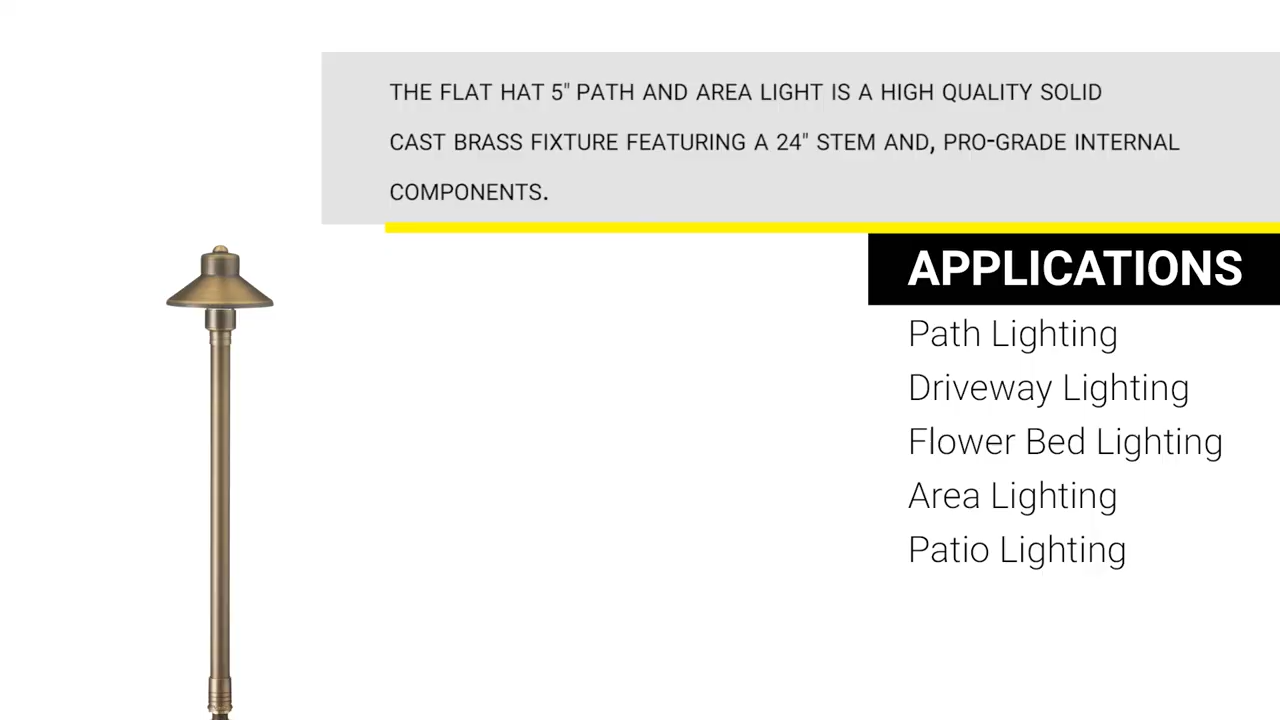 THE FLAT HAT 5" PATH AND AREA LIGHT IS A HIGH QUALITY SOLID
CAST BRASS FIXTURE FEATURING A 24" STEM AND, PRO-GRADE INTERNAL
COMPONENTS.
APPLICATIONS
Path Lighting
Driveway Lighting
Flower Bed Lighting
Area Lighting
Patio Lighting